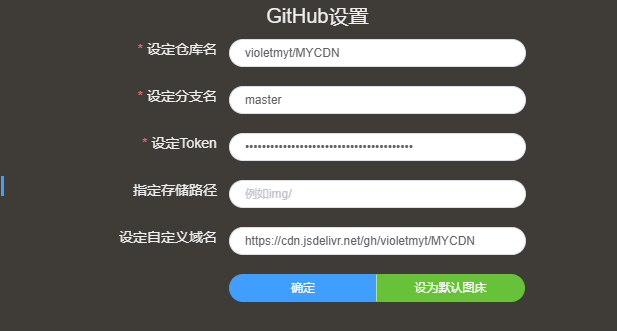 GitHub设置
* 设定仓库名 violetmyt/MYCDN
* 设定分支名 master
* 设定Token ••••••••••••••••••••••••••••••••••••••••
指定存储路径 例如img/
设定自定义域名 https://cdn.jsdelivr.net/gh/violetmyt/MYCDN
确定 设为默认图床